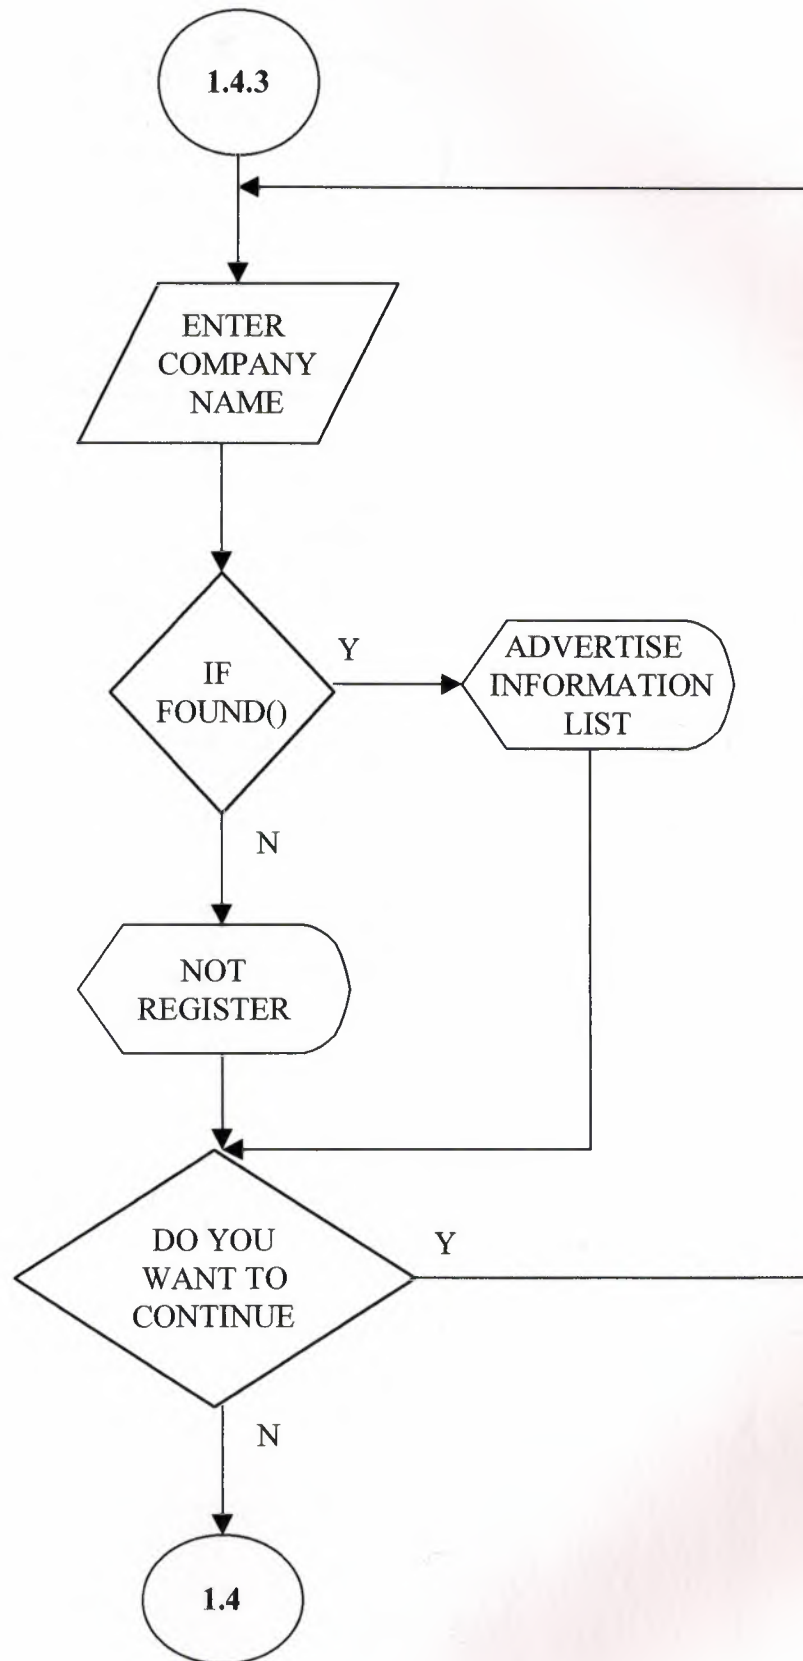 1.4.3
ENTER
COMPANY
NAME
IF
FOUND()
Y
ADVERTISE
INFORMATION
LIST
N
NOT
REGISTER
DO YOU
WANT TO
CONTINUE
Y
N
1.4